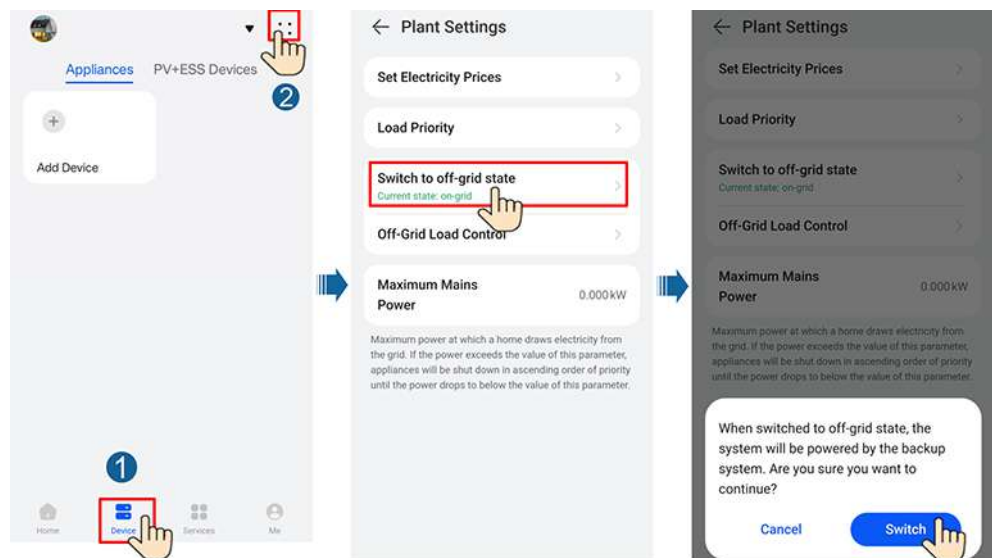 Appliances PV+ESS Devices
2
Add Device
1
Home Device Services Me
Plant Settings
Set Electricity Prices
Load Priority
Switch to off-grid state
Current state: on-grid
Off-Grid Load Control
Maximum Mains
Power
0.000 kW
Maximum power at which a home draws electricity from
the grid. If the power exceeds the value of this parameter,
appliances will be shut down in ascending order of priority
until the power drops to below the value of this parameter.
Plant Settings
Set Electricity Prices
Load Priority
Switch to off-grid state
Current state: on-grid
Off-Grid Load Control
Maximum Mains
Power
0.000 kW
Maximum power at which a home draws electricity from
the grid. If the power exceeds the value of this parameter,
appliances will be shut down in ascending order of priority
until the power drops to below the value of this parameter.
When switched to off-grid state, the
system will be powered by the backup
system. Are you sure you want to
continue?
Cancel Switch